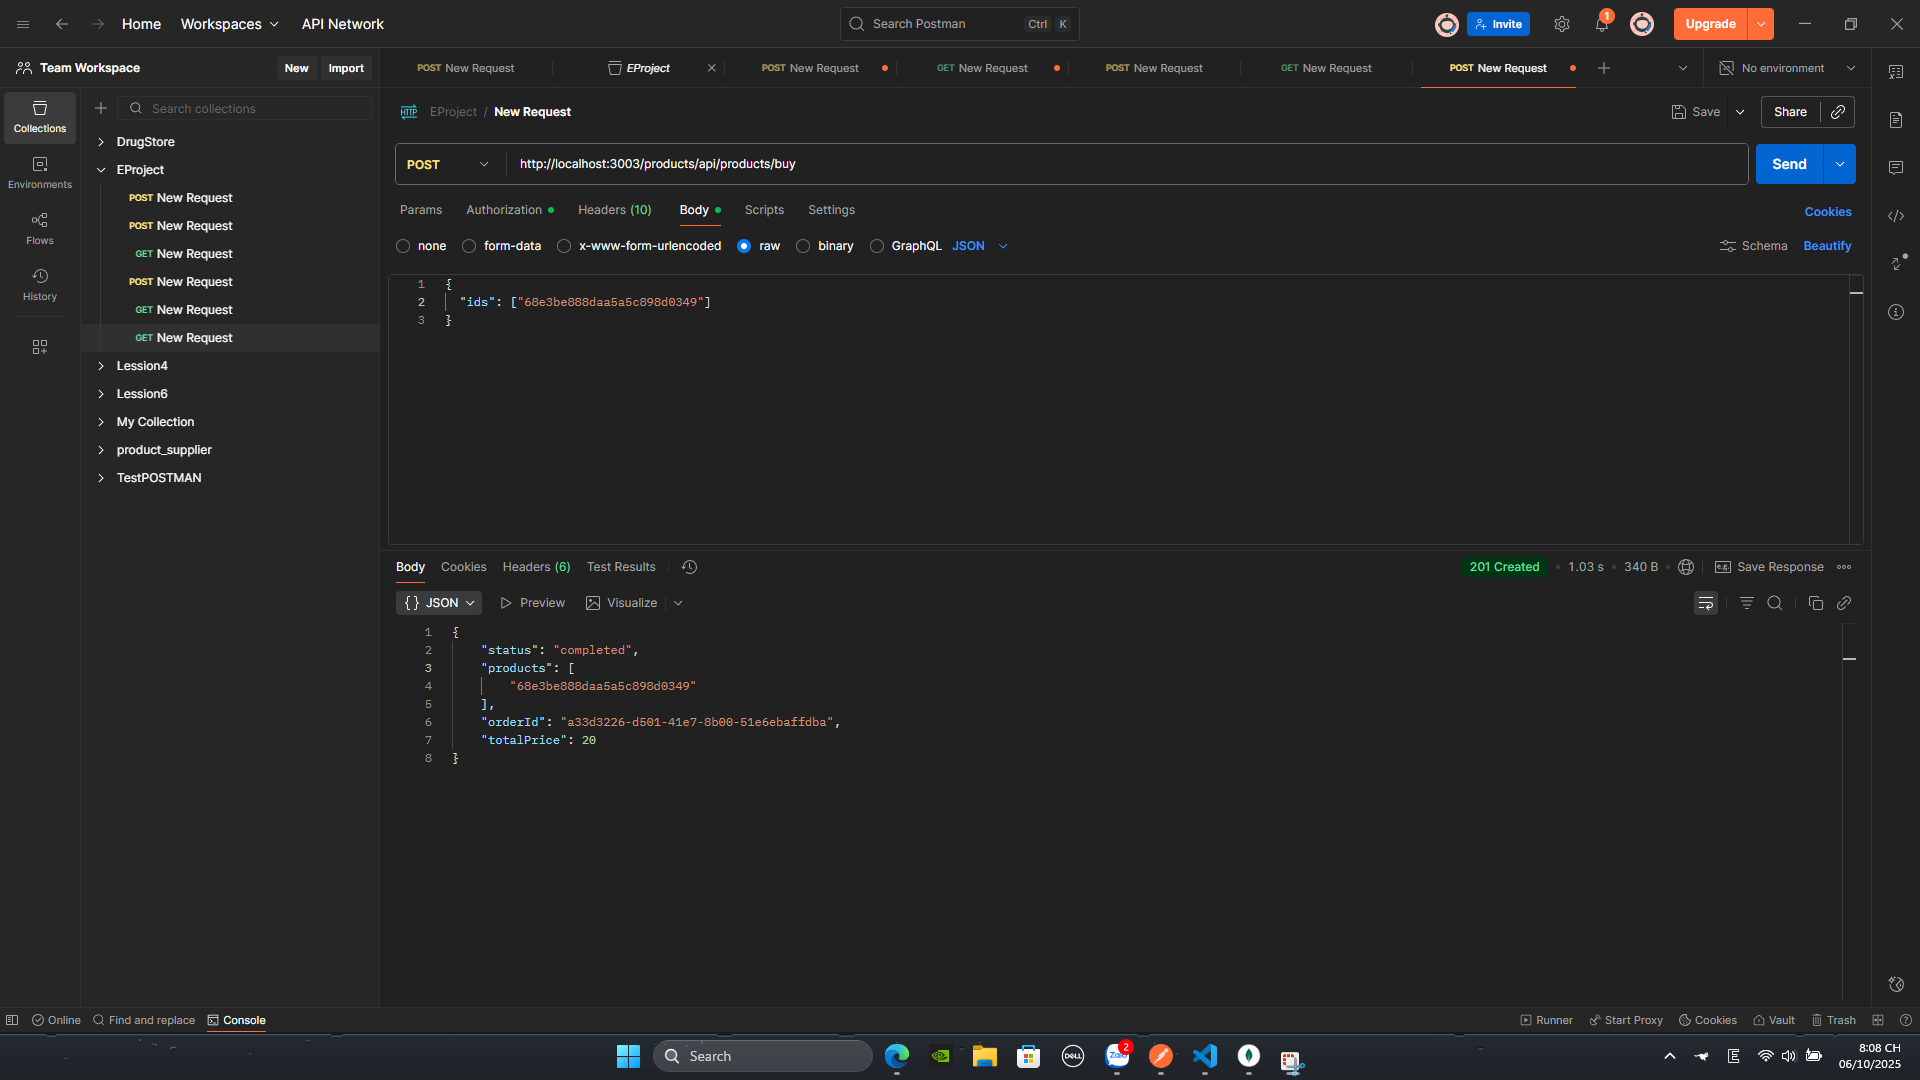 Home Workspaces API Network Search Postman Ctrl K Invite 1 Upgrade
Team Workspace New Import POST New Request EProject POST New Request GET New Request POST New Request GET New Request POST New Request No environment
Search collections
Collections
Environments
Flows
History
DrugStore
EProject
POST New Request
POST New Request
GET New Request
POST New Request
GET New Request
GET New Request
Lession4
Lession6
My Collection
product_supplier
TestPOSTMAN
HTTP EProject / New Request Save Share
POST http://localhost:3003/products/api/products/buy Send
Params Authorization Headers (10) Body Scripts Settings Cookies
none form-data x-www-form-urlencoded raw binary GraphQL JSON Schema Beautify
1 {
2 "ids": ["68e3be888daa5a5c898d0349"]
3 }
Body Cookies Headers (6) Test Results 201 Created 1.03 s 340 B e.g. Save Response
{} JSON Preview Visualize
1 {
2 "status": "completed",
3 "products": [
4 "68e3be888daa5a5c898d0349"
5 ],
6 "orderId": "a33d3226-d501-41e7-8b00-51e6ebaffdba",
7 "totalPrice": 20
8 }
Online Find and replace Console Runner Start Proxy Cookies Vault Trash
Search DELL Zalo 2 E 8:08 CH
06/10/2025